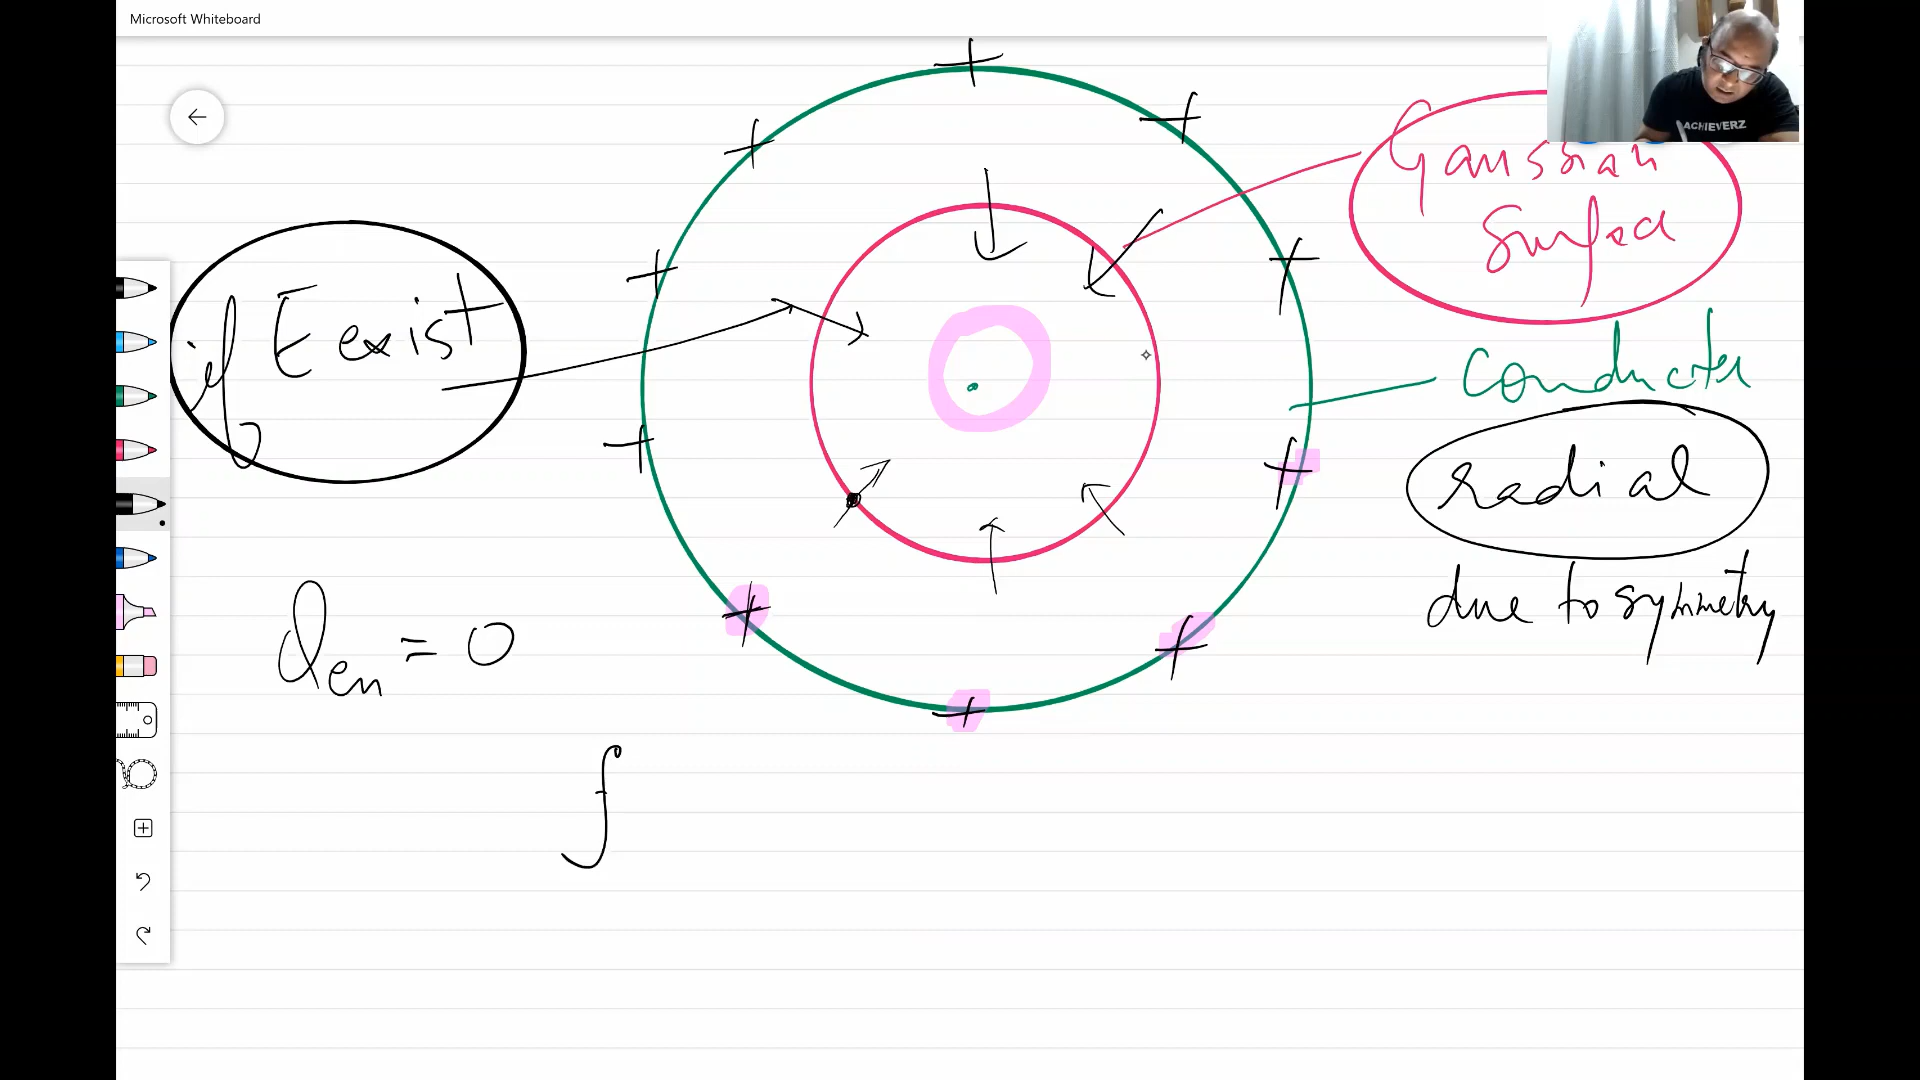 Microsoft Whiteboard
ACHIEVERZ
Gaussian
Surface
if E exist
Conductor
radial
due to symmetry
Qen = 0
∫
+ + + + + + + + + + +